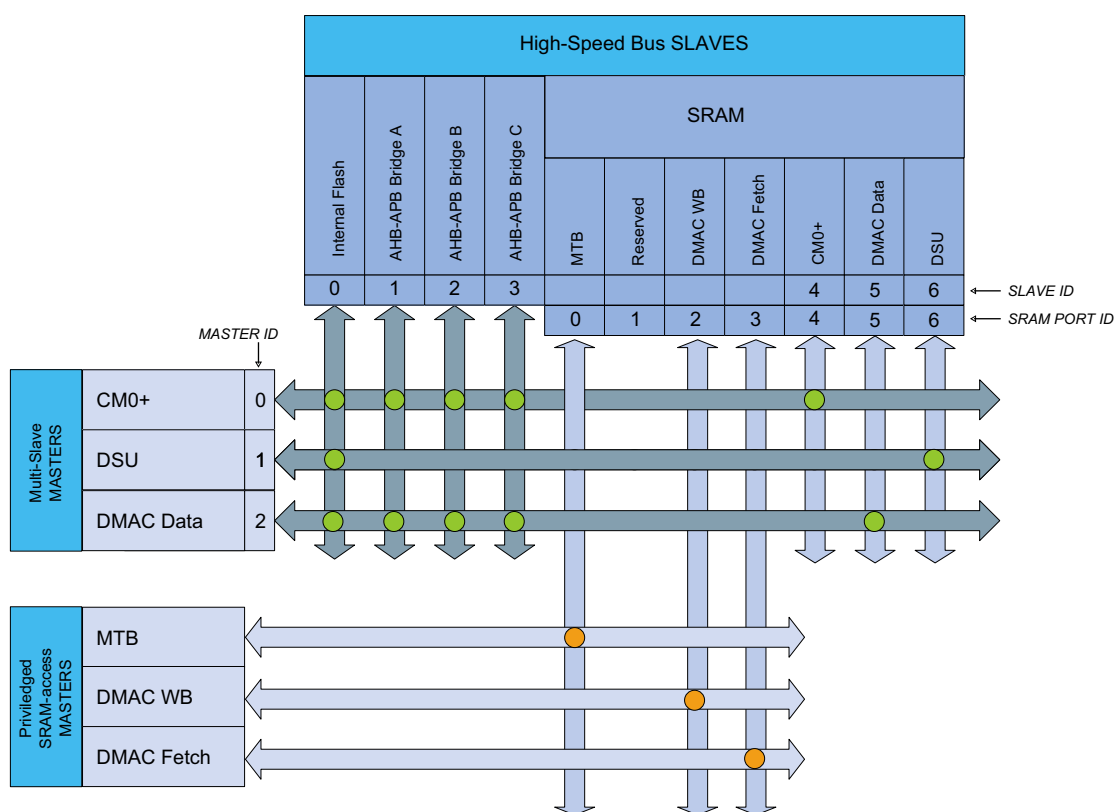 High-Speed Bus SLAVES
SRAM
Internal Flash
AHB-APB Bridge A
AHB-APB Bridge B
AHB-APB Bridge C
MTB
Reserved
DMAC WB
DMAC Fetch
CM0+
DMAC Data
DSU
0 1 2 3 4 5 6 SLAVE ID
0 1 2 3 4 5 6 SRAM PORT ID
MASTER ID
Multi-Slave
MASTERS
CM0+ 0
DSU 1
DMAC Data 2
Priviledged
SRAM-access
MASTERS
MTB
DMAC WB
DMAC Fetch